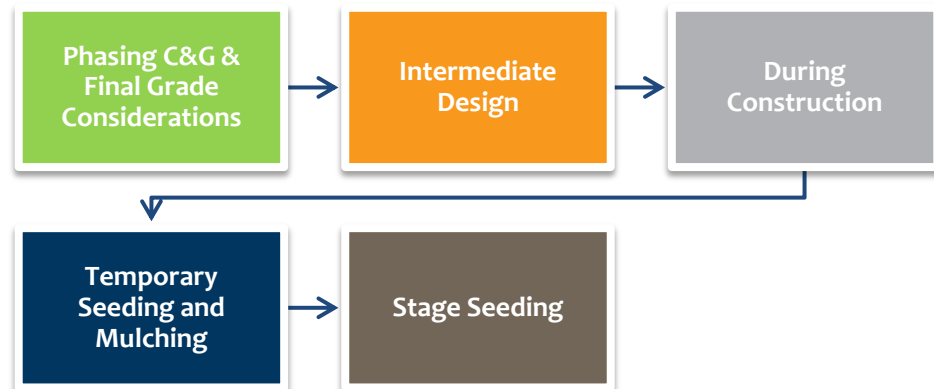 Phasing C&G &
Final Grade
Considerations
Intermediate
Design
During
Construction
Temporary
Seeding and
Mulching
Stage Seeding